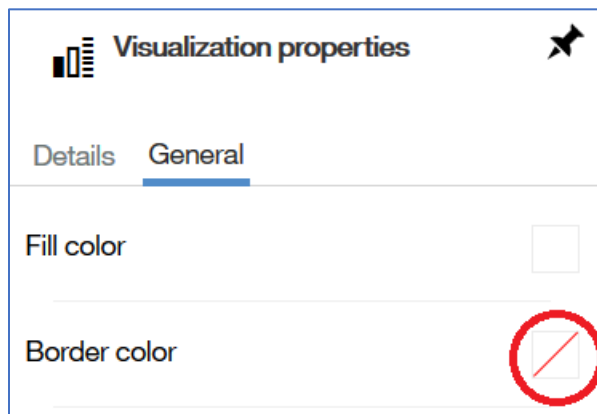 Visualization properties
Details General
Fill color
Border color